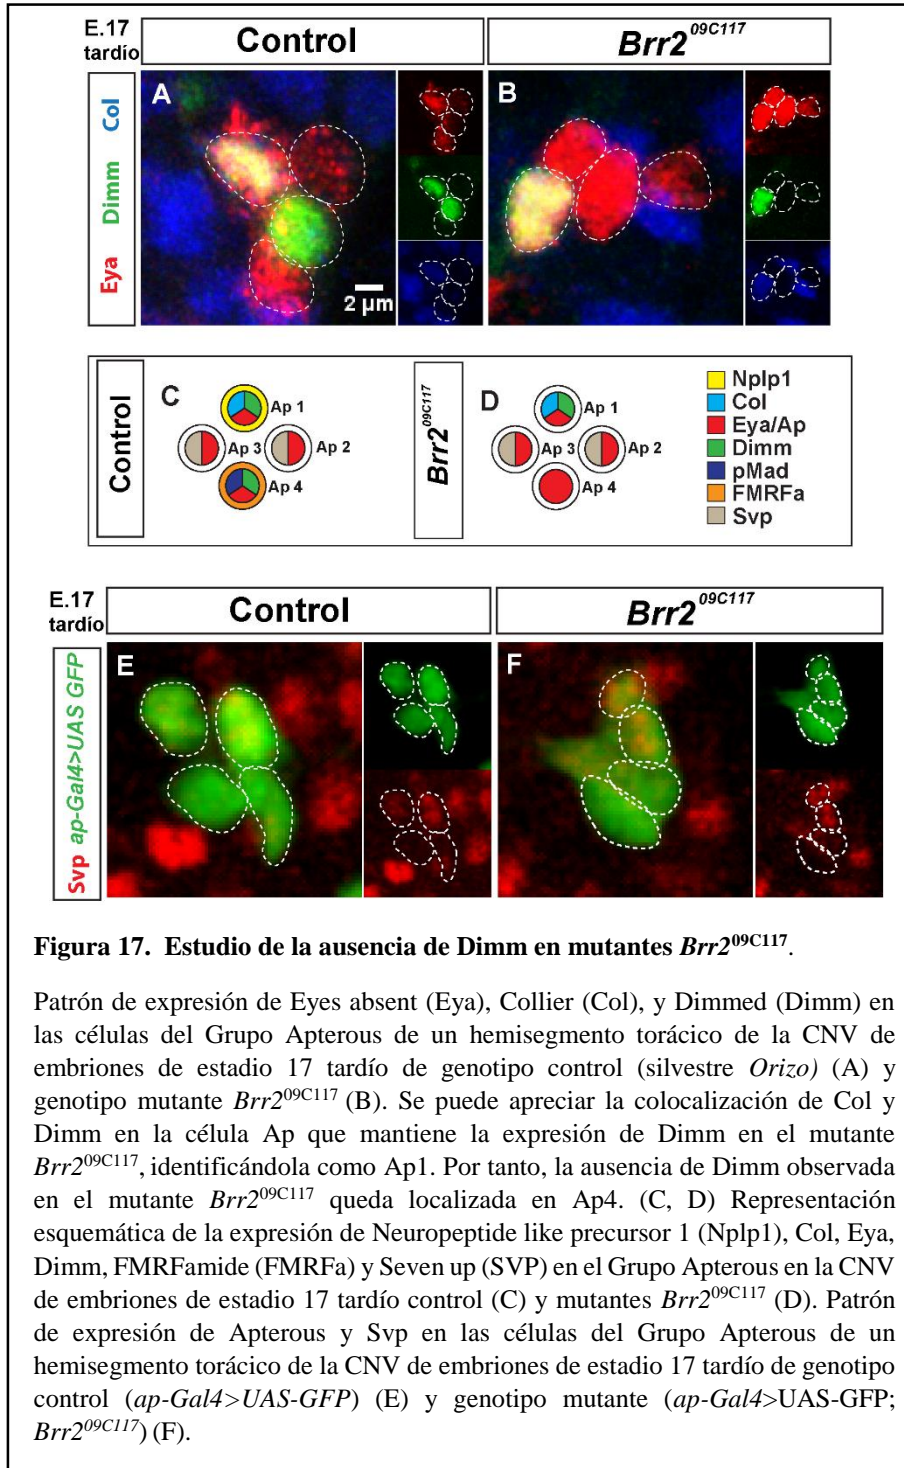 E.17 tardío
Control
Brr2^09C117
Eya Dimm Col
A
B
2 µm
Control
C
Ap 1
Ap 3
Ap 2
Ap 4
Brr2^09C117
D
Ap 1
Ap 3
Ap 2
Ap 4
Nplp1
Col
Eya/Ap
Dimm
pMad
FMRFa
Svp
E.17 tardío
Control
Brr2^09C117
Svp ap-Gal4>UAS GFP
E
F
Figura 17. Estudio de la ausencia de Dimm en mutantes Brr2^09C117.
Patrón de expresión de Eyes absent (Eya), Collier (Col), y Dimmed (Dimm) en
las células del Grupo Apterous de un hemisegmento torácico de la CNV de
embriones de estadio 17 tardío de genotipo control (silvestre Orizo) (A) y
genotipo mutante Brr2^09C117 (B). Se puede apreciar la colocalización de Col y
Dimm en la célula Ap que mantiene la expresión de Dimm en el mutante
Brr2^09C117, identificándola como Ap1. Por tanto, la ausencia de Dimm observada
en el mutante Brr2^09C117 queda localizada en Ap4. (C, D) Representación
esquemática de la expresión de Neuropeptide like precursor 1 (Nplp1), Col, Eya,
Dimm, FMRFamide (FMRFa) y Seven up (SVP) en el Grupo Apterous en la CNV
de embriones de estadio 17 tardío control (C) y mutantes Brr2^09C117 (D). Patrón
de expresión de Apterous y Svp en las células del Grupo Apterous de un
hemisegmento torácico de la CNV de embriones de estadio 17 tardío de genotipo
control (ap-Gal4>UAS-GFP) (E) y genotipo mutante (ap-Gal4>UAS-GFP;
Brr2^09C117) (F).